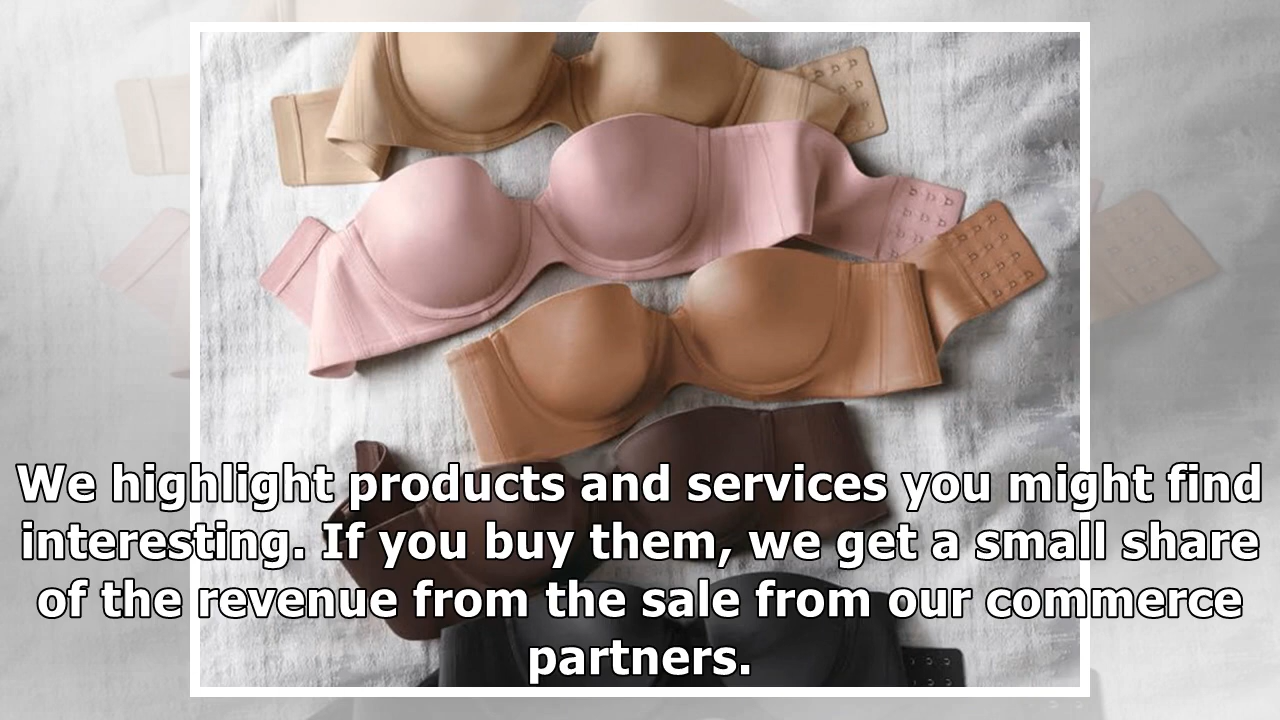 We highlight products and services you might find
interesting. If you buy them, we get a small share
of the revenue from the sale from our commerce
partners.